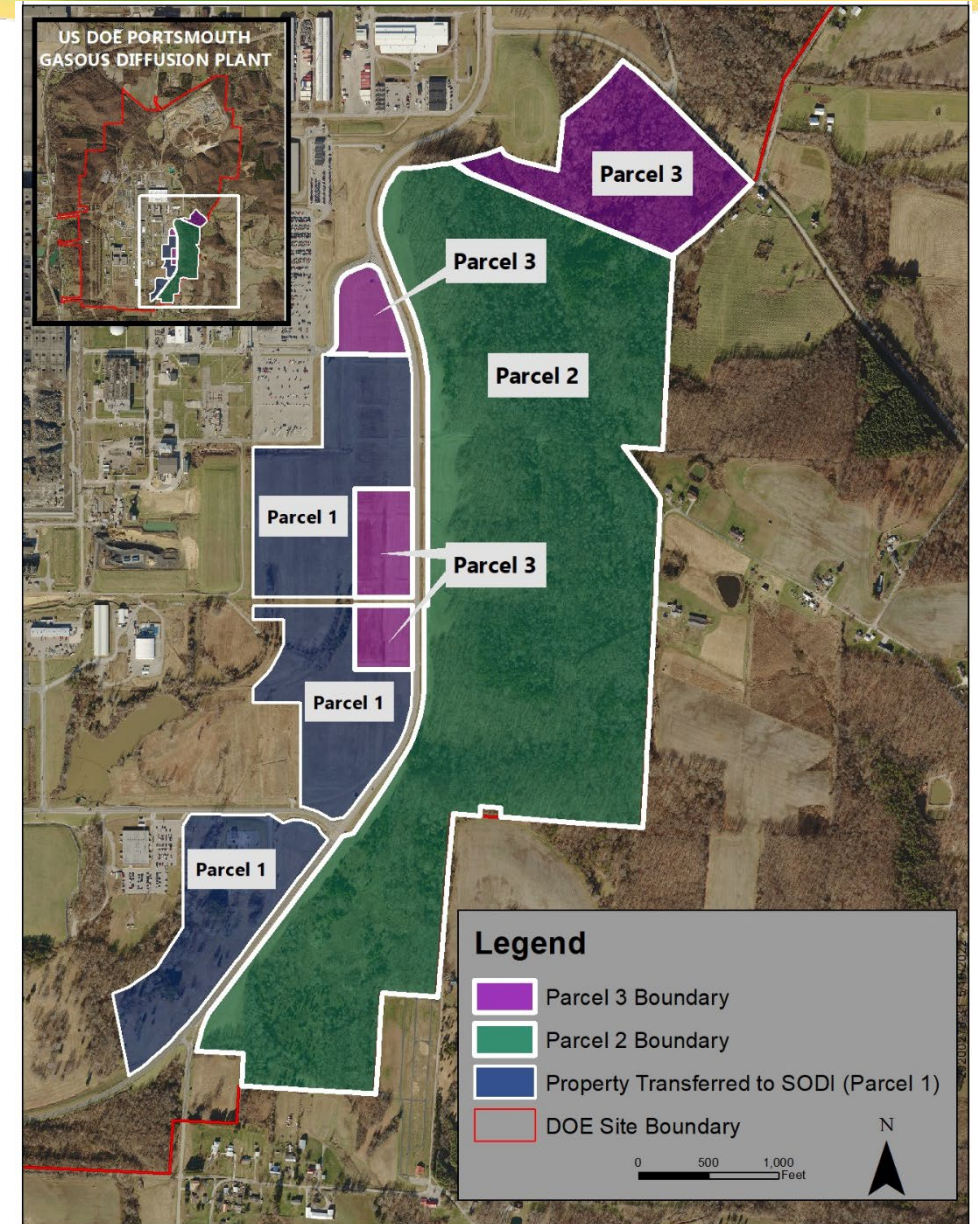 US DOE PORTSMOUTH
GASOUS DIFFUSION PLANT
Parcel 3
Parcel 3
Parcel 2
Parcel 1
Parcel 3
Parcel 1
Parcel 1
Legend
Parcel 3 Boundary
Parcel 2 Boundary
Property Transferred to SODI (Parcel 1)
DOE Site Boundary
N
0 500 1,000
Feet